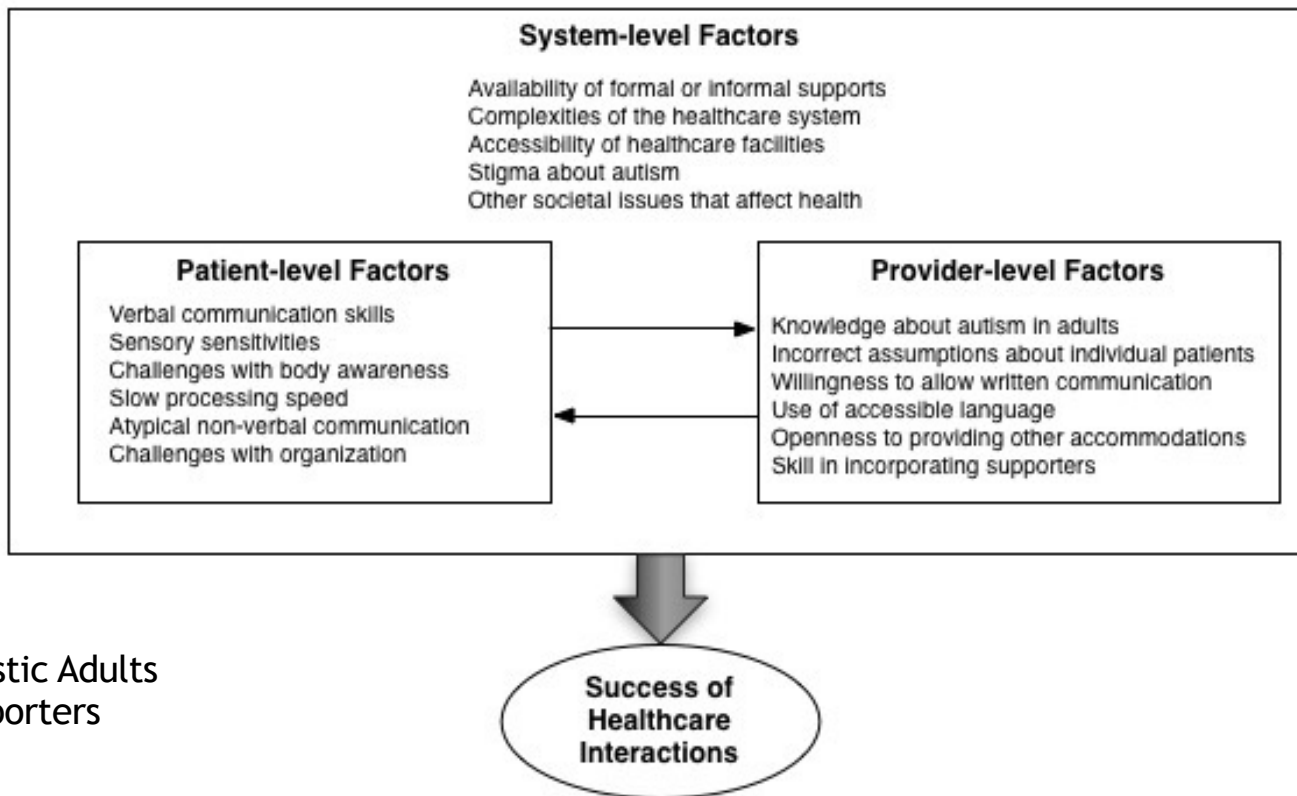 System-level Factors
Availability of formal or informal supports
Complexities of the healthcare system
Accessibility of healthcare facilities
Stigma about autism
Other societal issues that affect health
Patient-level Factors
Verbal communication skills
Sensory sensitivities
Challenges with body awareness
Slow processing speed
Atypical non-verbal communication
Challenges with organization
Provider-level Factors
Knowledge about autism in adults
Incorrect assumptions about individual patients
Willingness to allow written communication
Use of accessible language
Openness to providing other accommodations
Skill in incorporating supporters
Success of
Healthcare
Interactions
Adults